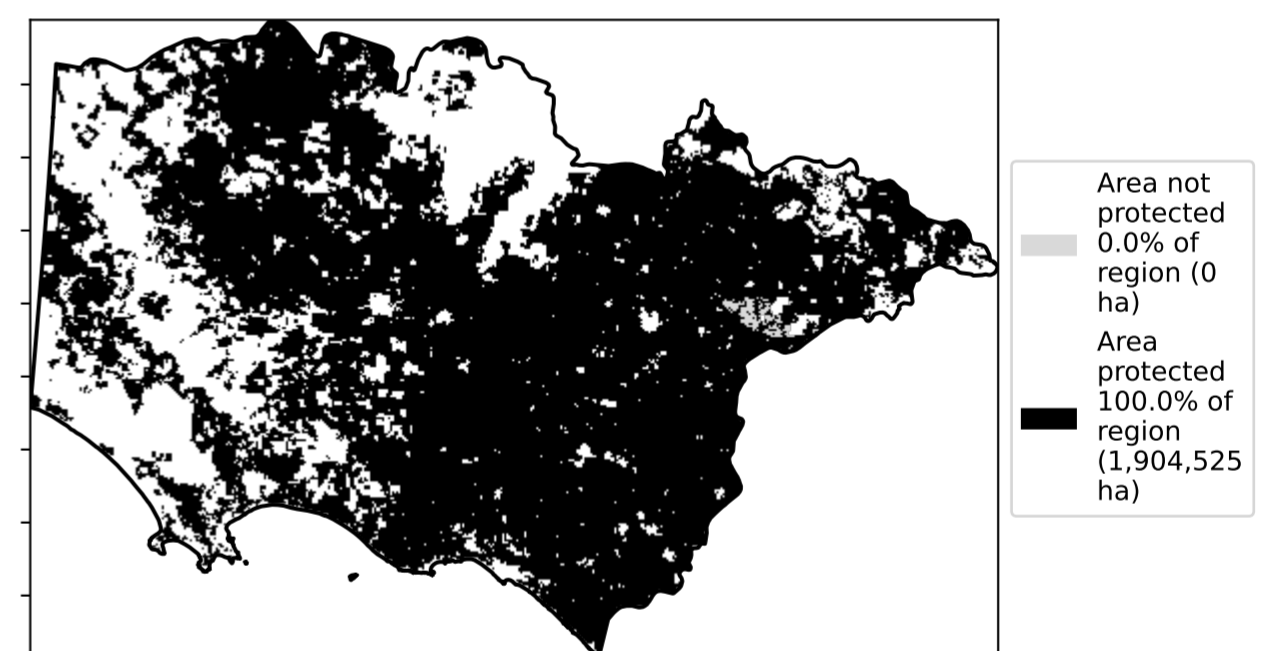 Area not
protected
0.0% of
region (0
ha)
Area
protected
100.0% of
region
(1,904,525
ha)